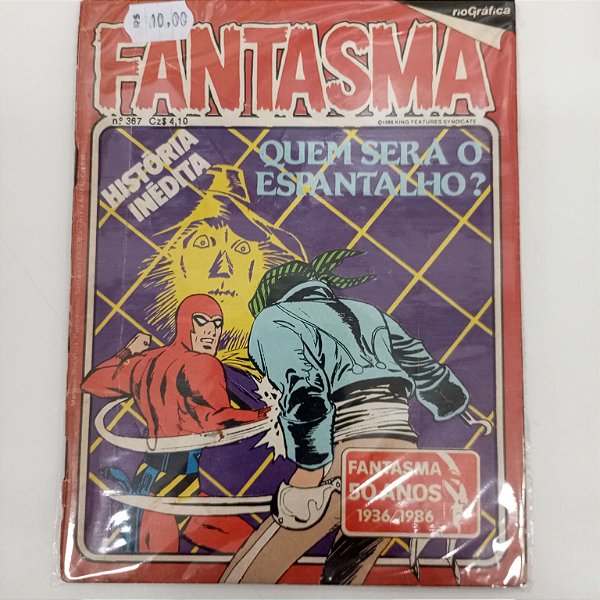 R$ 10,00
rioGráfica
FANTASMA
nº 367 Cz$ 4,10
©1986 KING FEATURES SYNDICATE
HISTÓRIA
INÉDITA
QUEM SERÁ O
ESPANTALHO?
FANTASMA
50 ANOS
1936/1986